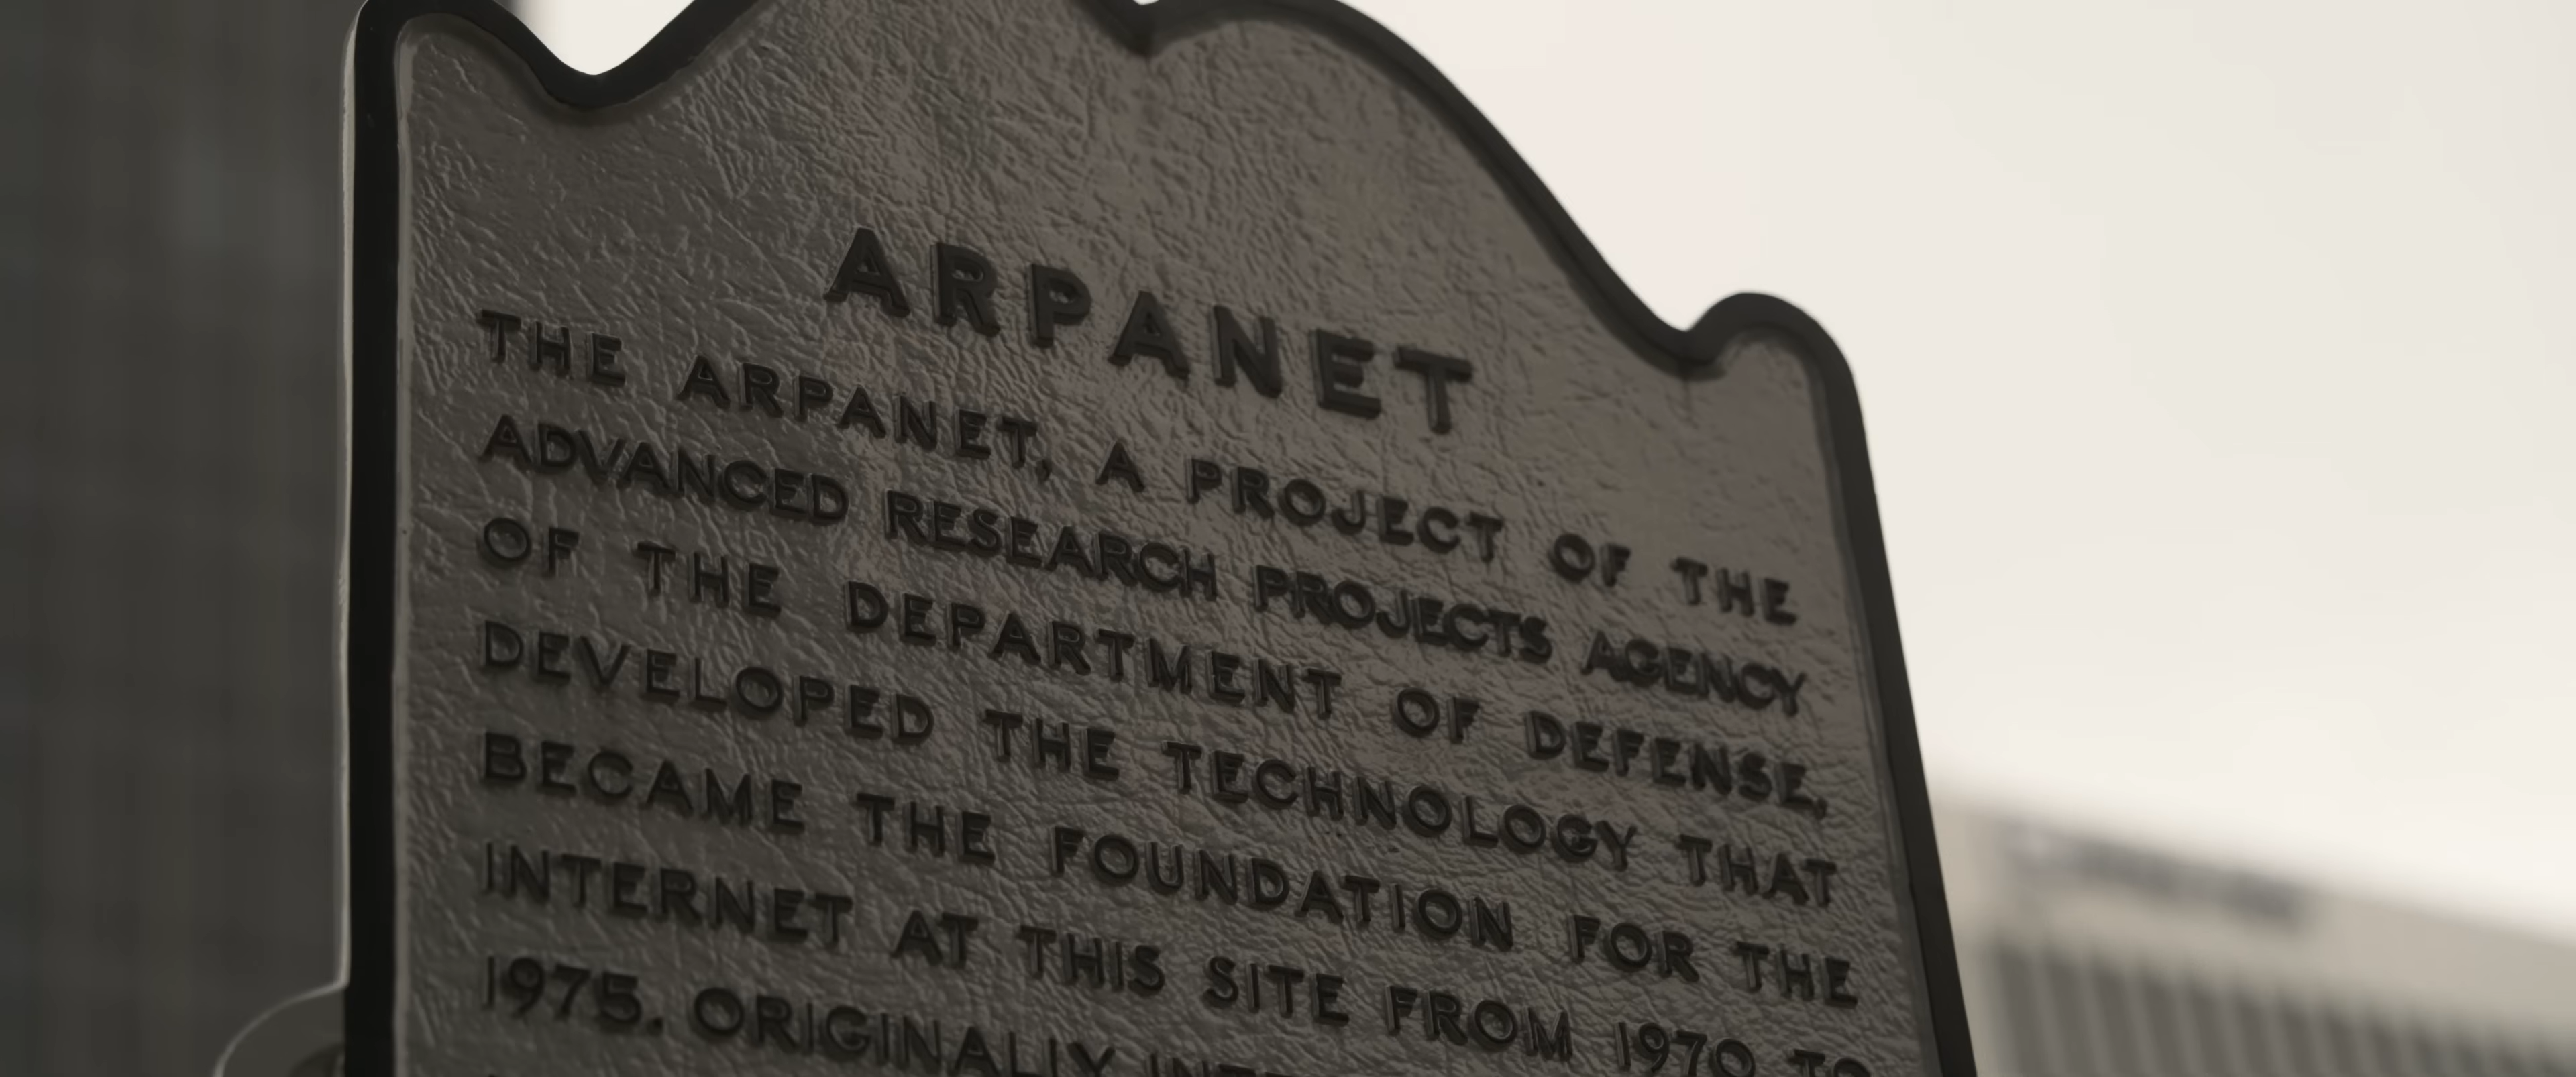 ARPANET
THE ARPANET, A PROJECT OF THE
ADVANCED RESEARCH PROJECTS AGENCY
OF THE DEPARTMENT OF DEFENSE,
DEVELOPED THE TECHNOLOGY THAT
BECAME THE FOUNDATION FOR THE
INTERNET AT THIS SITE FROM 1970 TO
1975. ORIGINALLY